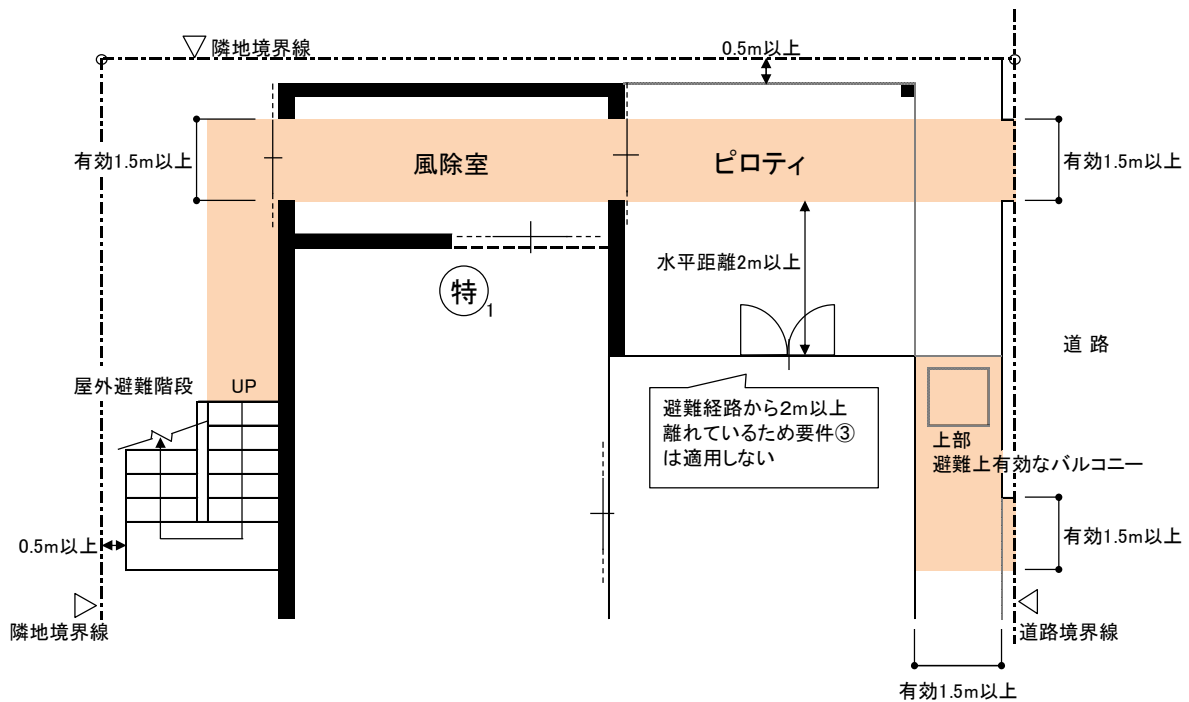 隣地境界線
0.5m以上
有効1.5m以上
風除室
ピロティ
有効1.5m以上
水平距離2m以上
特
1
道路
屋外避難階段
UP
避難経路から2m以上
離れているため要件③
は適用しない
上部
避難上有効なバルコニー
有効1.5m以上
0.5m以上
隣地境界線
道路境界線
有効1.5m以上